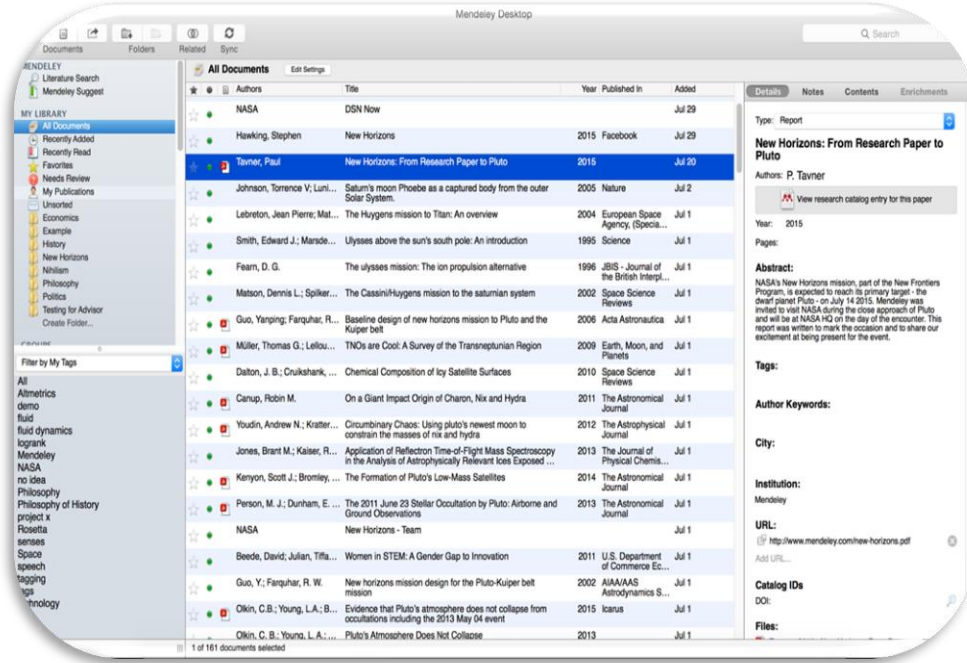 Mendeley Desktop
Documents Folders Related Sync
Search
MENDELEY
Literature Search
Mendeley Suggest
MY LIBRARY
All Documents
Recently Added
Recently Read
Favorites
Needs Review
My Publications
Unsorted
Economics
Example
History
New Horizons
Nihilism
Philosophy
Politics
Testing for Advisor
Create Folder...
GROUPS
Filter by My Tags
All
Altmetrics
demo
fluid
fluid dynamics
logrank
Mendeley
NASA
no idea
Philosophy
Philosophy of History
project x
Rosetta
senses
Space
speech
tagging
All Documents Edit Settings
Authors Title Year Published In Added
NASA DSN Now Jul 29
Hawking, Stephen New Horizons 2015 Facebook Jul 29
Tavner, Paul New Horizons: From Research Paper to Pluto 2015 Jul 20
Johnson, Torrence V; Luni... Saturn's moon Phoebe as a captured body from the outer 2005 Nature Jul 2
Solar System.
Lebreton, Jean Pierre; Mat... The Huygens mission to Titan: An overview 2004 European Space Jul 1
Agency, (Specia...
Smith, Edward J.; Marsde... Ulysses above the sun's south pole: An introduction 1995 Science Jul 1
Fearn, D. G. The ulysses mission: The ion propulsion alternative 1996 JBIS - Journal of Jul 1
the British Interpl...
Matson, Dennis L.; Spilker... The Cassini/Huygens mission to the saturnian system 2002 Space Science Jul 1
Reviews
Guo, Yanping; Farquhar, R... Baseline design of new horizons mission to Pluto and the 2006 Acta Astronautica Jul 1
Kuiper belt
Müller, Thomas G.; Lellou... TNOs are Cool: A Survey of the Transneptunian Region 2009 Earth, Moon, and Jul 1
Planets
Dalton, J. B.; Cruikshank, ... Chemical Composition of Icy Satellite Surfaces 2010 Space Science Jul 1
Reviews
Canup, Robin M. On a Giant Impact Origin of Charon, Nix and Hydra 2011 The Astronomical Jul 1
Journal
Youdin, Andrew N.; Kratter... Circumbinary Chaos: Using pluto's newest moon to 2012 The Astrophysical Jul 1
constrain the masses of nix and hydra Journal
Jones, Brant M.; Kaiser, R... Application of Reflectron Time-of-Flight Mass Spectroscopy 2013 The Journal of Jul 1
in the Analysis of Astrophysically Relevant Ices Exposed ... Physical Chemis...
Kenyon, Scott J.; Bromley, ... The Formation of Pluto's Low-Mass Satellites 2014 The Astronomical Jul 1
Journal
Person, M. J.; Dunham, E. ... The 2011 June 23 Stellar Occultation by Pluto: Airborne and 2013 The Astronomical Jul 1
Ground Observations Journal
NASA New Horizons - Team Jul 1
Beede, David; Julian, Tiffa... Women in STEM: A Gender Gap to Innovation 2011 U.S. Department Jul 1
of Commerce Ec...
Guo, Y.; Farquhar, R. W. New horizons mission design for the Pluto-Kuiper belt 2002 AIAA/AAS Jul 1
mission Astrodynamics S...
Olkin, C.B.; Young, L.A.; B... Evidence that Pluto's atmosphere does not collapse from 2015 Icarus Jul 1
occultations including the 2013 May 04 event
Olkin, C. B.; Young, L. A.; ... Pluto's Atmosphere Does Not Collapse 2013 Jul 1
1 of 161 documents selected
Details Notes Contents Enrichments
Type: Report
New Horizons: From Research Paper to
Pluto
Authors: P. Tavner
View research catalog entry for this paper
Year: 2015
Pages:
Abstract:
NASA's New Horizons mission, part of the New Frontiers
Program, is expected to reach its primary target - the
dwarf planet Pluto - on July 14 2015. Mendeley was
invited to visit NASA during the close approach of Pluto
and will be at NASA HQ on the day of the encounter. This
report was written to mark the occasion and to share our
excitement at being present for the event.
Tags:
Author Keywords:
City:
Institution:
Mendeley
URL:
http://www.mendeley.com/new-horizons.pdf
Add URL...
Catalog IDs
DOI:
Files: